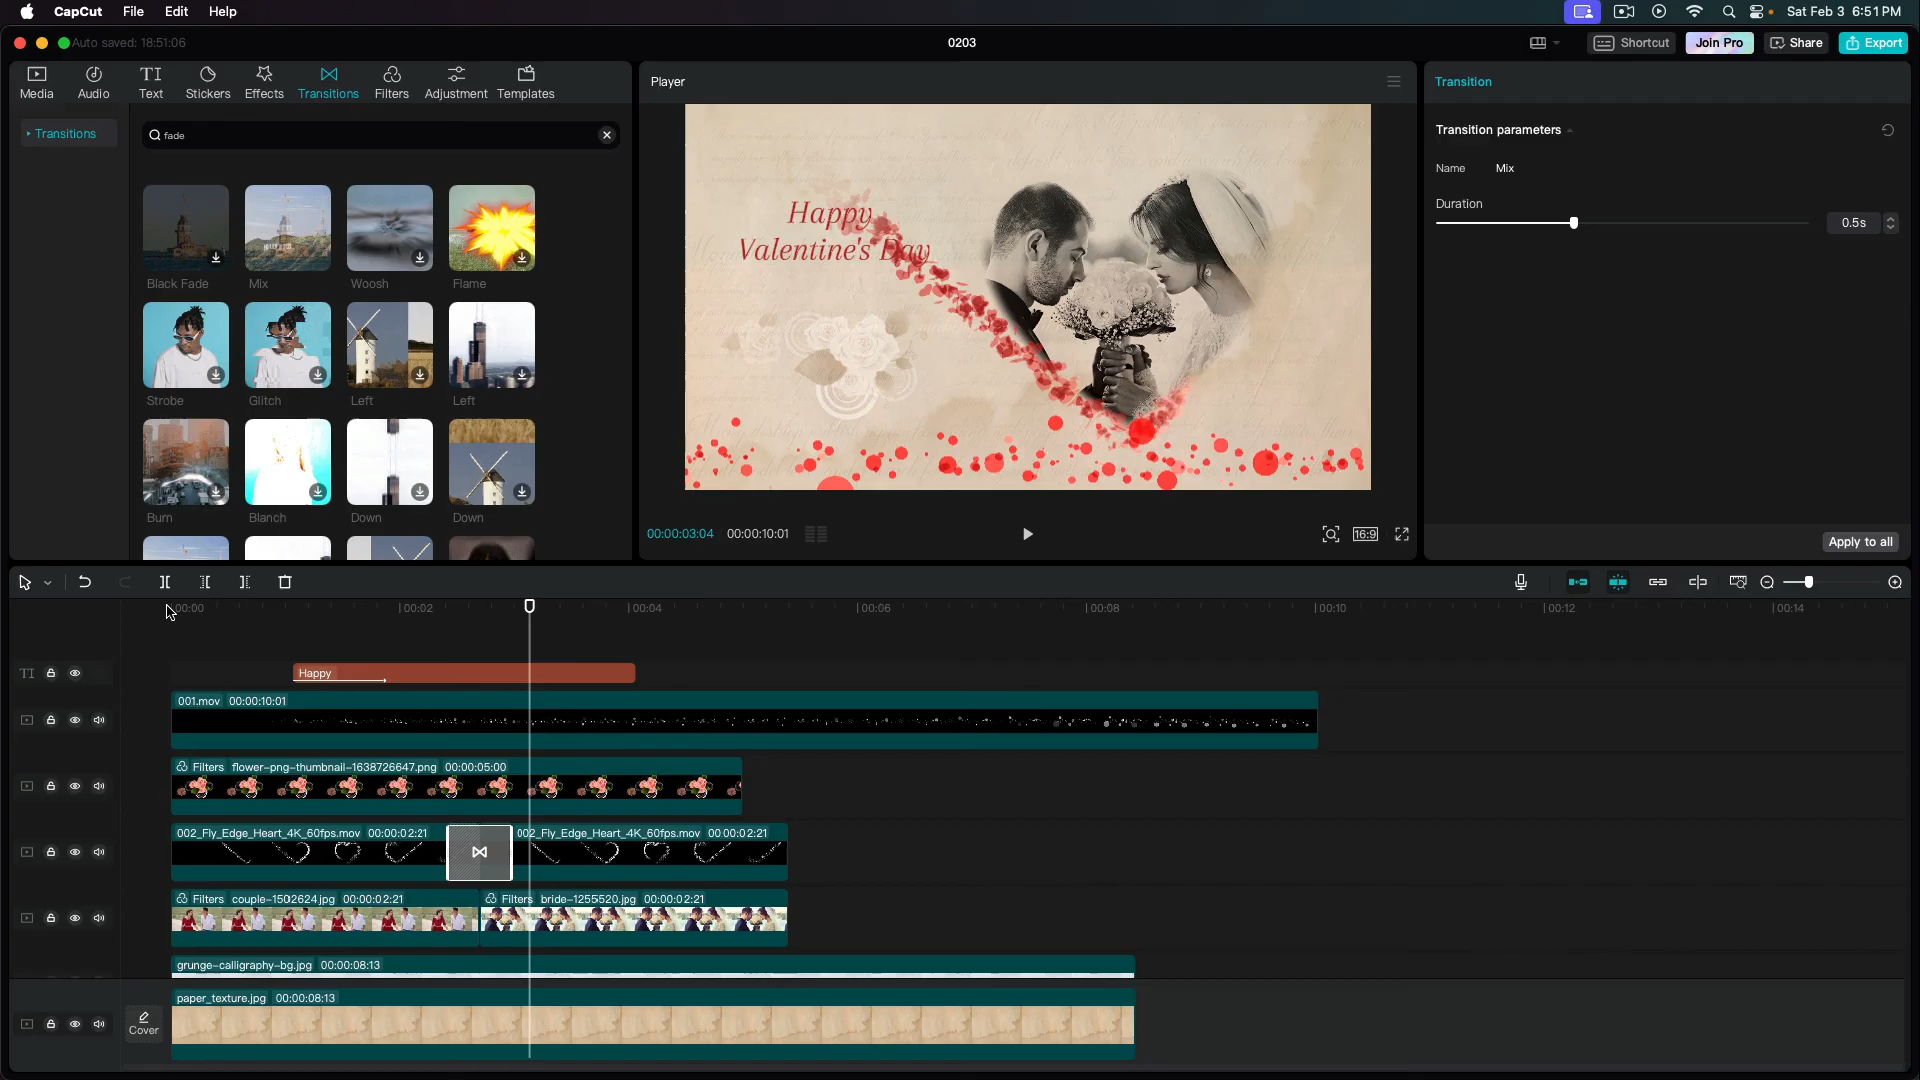 CapCut File Edit Help
Sat Feb 3 6:51 PM
Auto saved: 18:51:06
0203
Shortcut
Join Pro
Share
Export
Media Audio Text Stickers Effects Transitions Filters Adjustment Templates
Transitions
fade
Black Fade Mix Woosh Flame
Strobe Glitch Left Left
Burn Blanch Down Down
Player
Happy
Valentine's Day
00:00:03:04 00:00:10:01
16:9
Transition
Transition parameters
Name Mix
Duration
0.5s
Apply to all
00:00 00:02 00:04 00:06 00:08 00:10 00:12 00:14
TI Happy
001.mov 00:00:10:01
Filters flower-png-thumbnail-1638726647.png 00:00:05:00
002_Fly_Edge_Heart_4K_60fps.mov 00:00:02:21 002_Fly_Edge_Heart_4K_60fps.mov 00:00:02:21
Filters couple-1502624.jpg 00:00:02:21 Filters bride-1255520.jpg 00:00:02:21
grunge-calligraphy-bg.jpg 00:00:08:13
paper_texture.jpg 00:00:08:13
Cover